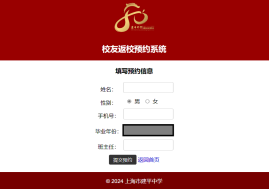 校友返校预约系统
填写预约信息
姓名：
性别： 男 女
手机号：
毕业年份：
班主任：
提交预约 返回首页
© 2024 上海市建平中学